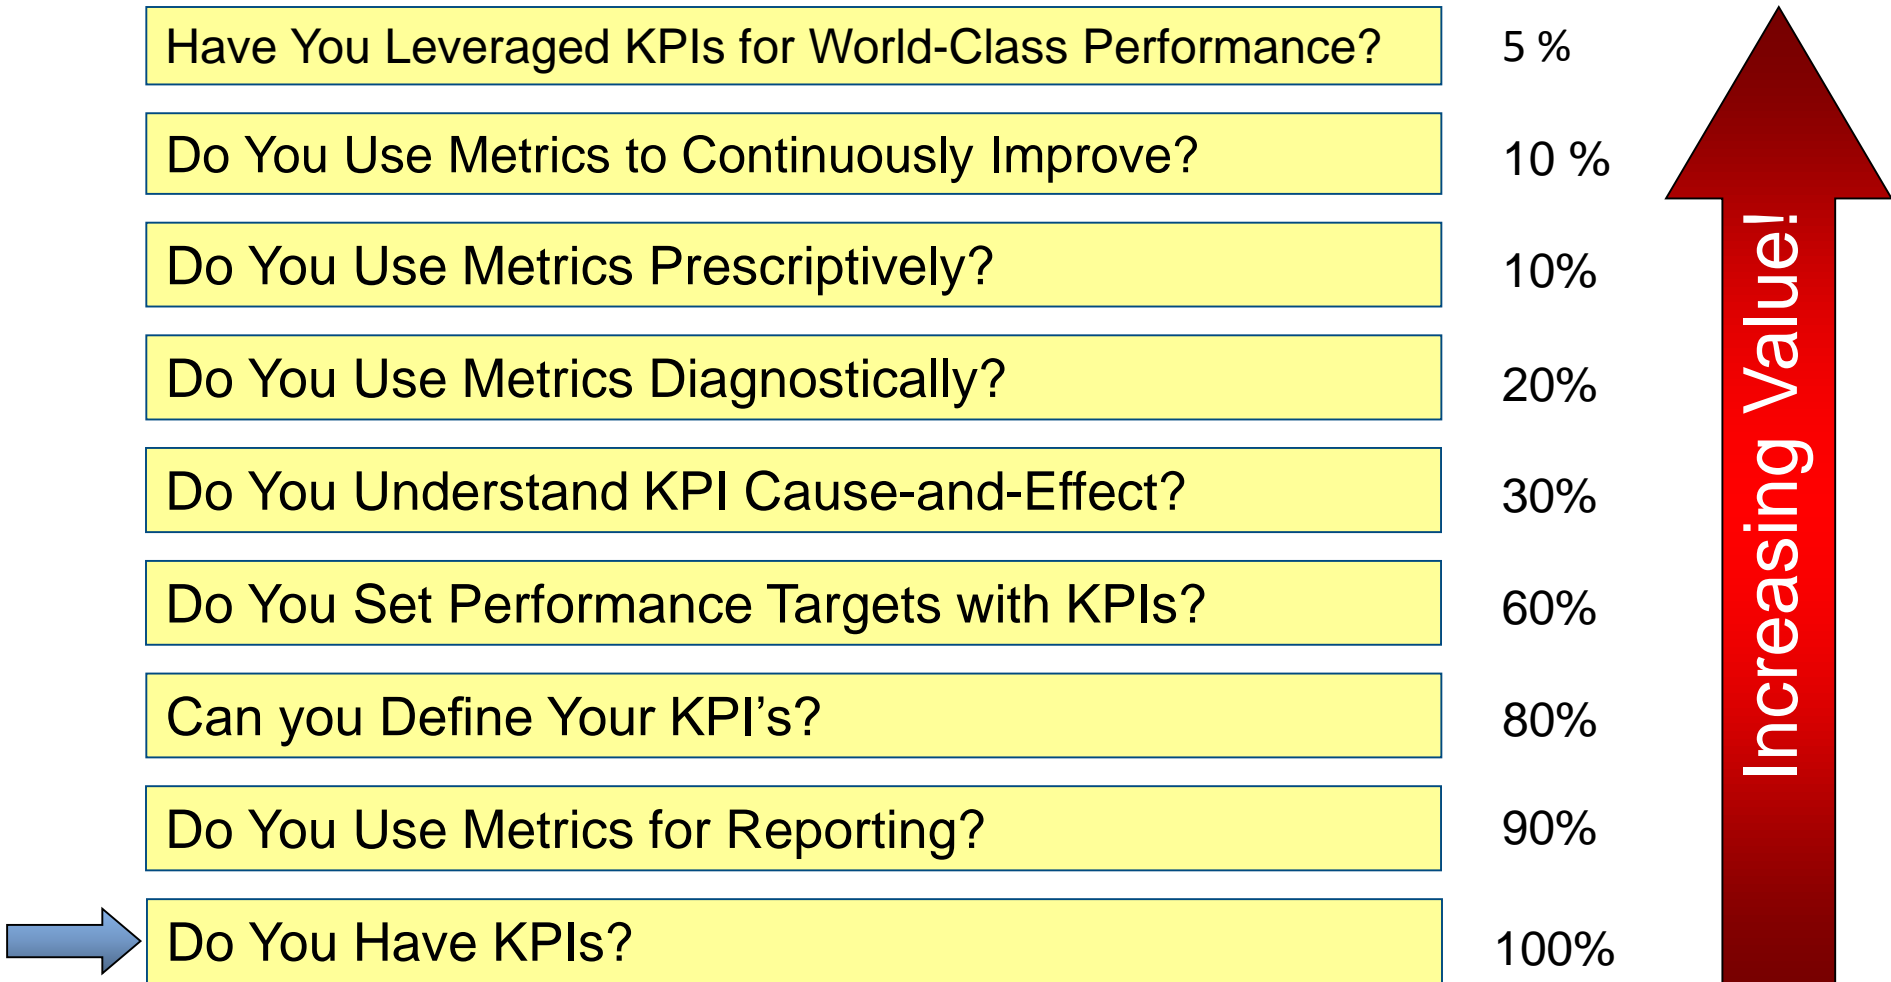 Have You Leveraged KPIs for World-Class Performance? 5 %
Do You Use Metrics to Continuously Improve? 10 %
Do You Use Metrics Prescriptively? 10%
Do You Use Metrics Diagnostically? 20%
Do You Understand KPI Cause-and-Effect? 30%
Do You Set Performance Targets with KPIs? 60%
Can you Define Your KPI’s? 80%
Do You Use Metrics for Reporting? 90%
Do You Have KPIs? 100%
Increasing Value!